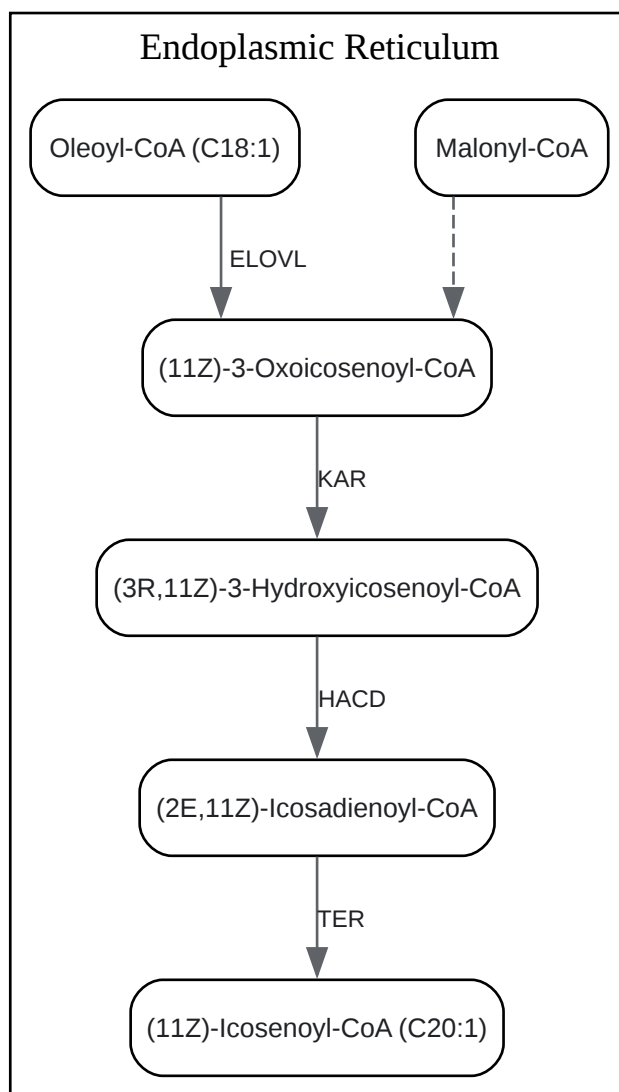 Endoplasmic Reticulum
Oleoyl-CoA (C18:1)
Malonyl-CoA
ELOVL
(11Z)-3-Oxoicosenoyl-CoA
KAR
(3R,11Z)-3-Hydroxyicosenoyl-CoA
HACD
(2E,11Z)-Icosadienoyl-CoA
TER
(11Z)-Icosenoyl-CoA (C20:1)